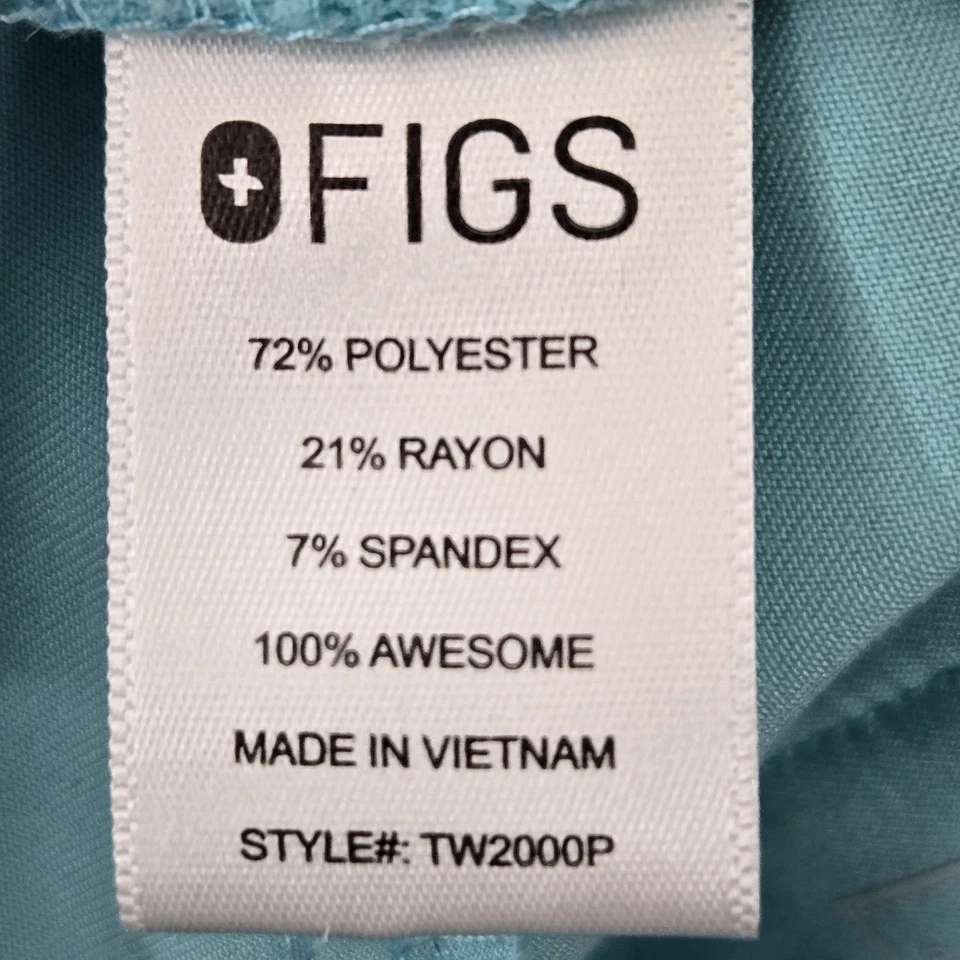 FIGS
72% POLYESTER
21% RAYON
7% SPANDEX
100% AWESOME
MADE IN VIETNAM
STYLE#: TW2000P